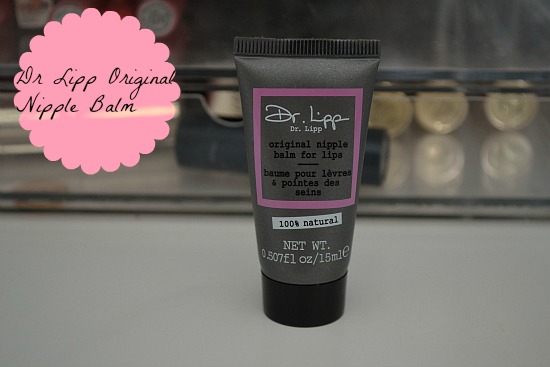 Dr Lipp Original
Nipple Balm
Dr. Lipp
Dr. Lipp
original nipple
balm for lips
baume pour lèvres
& pointes des
seins
100% natural
NET WT.
0.507fl oz/15ml℮